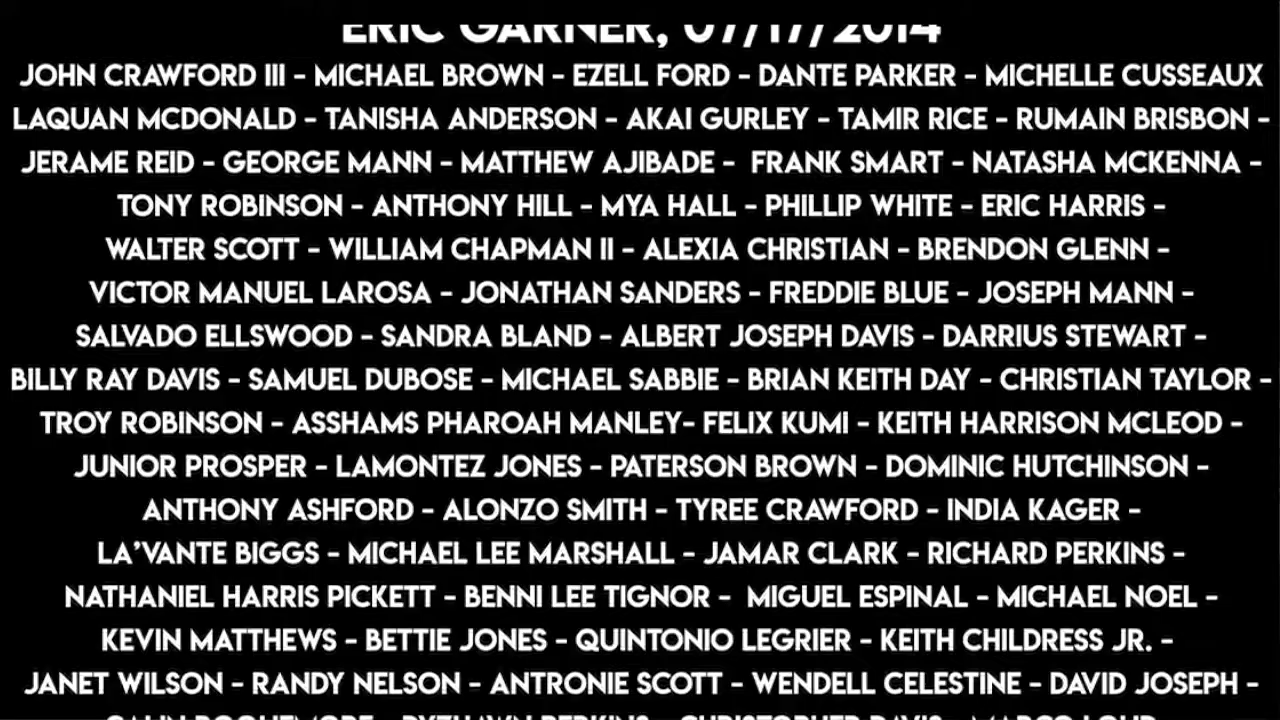 ERIC GARNER, 07/17/2014
JOHN CRAWFORD III - MICHAEL BROWN - EZELL FORD - DANTE PARKER - MICHELLE CUSSEAUX
LAQUAN MCDONALD - TANISHA ANDERSON - AKAI GURLEY - TAMIR RICE - RUMAIN BRISBON -
JERAME REID - GEORGE MANN - MATTHEW AJIBADE - FRANK SMART - NATASHA MCKENNA -
TONY ROBINSON - ANTHONY HILL - MYA HALL - PHILLIP WHITE - ERIC HARRIS -
WALTER SCOTT - WILLIAM CHAPMAN II - ALEXIA CHRISTIAN - BRENDON GLENN -
VICTOR MANUEL LAROSA - JONATHAN SANDERS - FREDDIE BLUE - JOSEPH MANN -
SALVADO ELLSWOOD - SANDRA BLAND - ALBERT JOSEPH DAVIS - DARRIUS STEWART -
BILLY RAY DAVIS - SAMUEL DUBOSE - MICHAEL SABBIE - BRIAN KEITH DAY - CHRISTIAN TAYLOR -
TROY ROBINSON - ASSHAMS PHAROAH MANLEY- FELIX KUMI - KEITH HARRISON MCLEOD -
JUNIOR PROSPER - LAMONTEZ JONES - PATERSON BROWN - DOMINIC HUTCHINSON -
ANTHONY ASHFORD - ALONZO SMITH - TYREE CRAWFORD - INDIA KAGER -
LA'VANTE BIGGS - MICHAEL LEE MARSHALL - JAMAR CLARK - RICHARD PERKINS -
NATHANIEL HARRIS PICKETT - BENNI LEE TIGNOR - MIGUEL ESPINAL - MICHAEL NOEL -
KEVIN MATTHEWS - BETTIE JONES - QUINTONIO LEGRIER - KEITH CHILDRESS JR. -
JANET WILSON - RANDY NELSON - ANTRONIE SCOTT - WENDELL CELESTINE - DAVID JOSEPH -